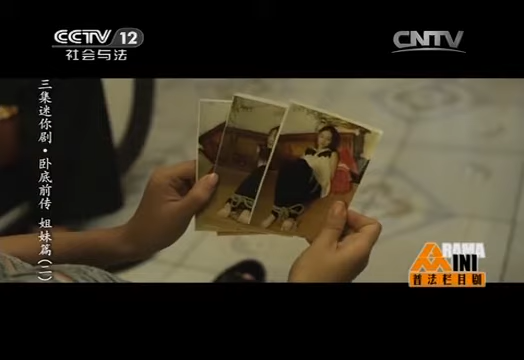 CCTV 12
社会与法
CNTV
三集迷你剧·卧底前传 姐妹篇(二)
DRAMA
MINI
普法栏目剧